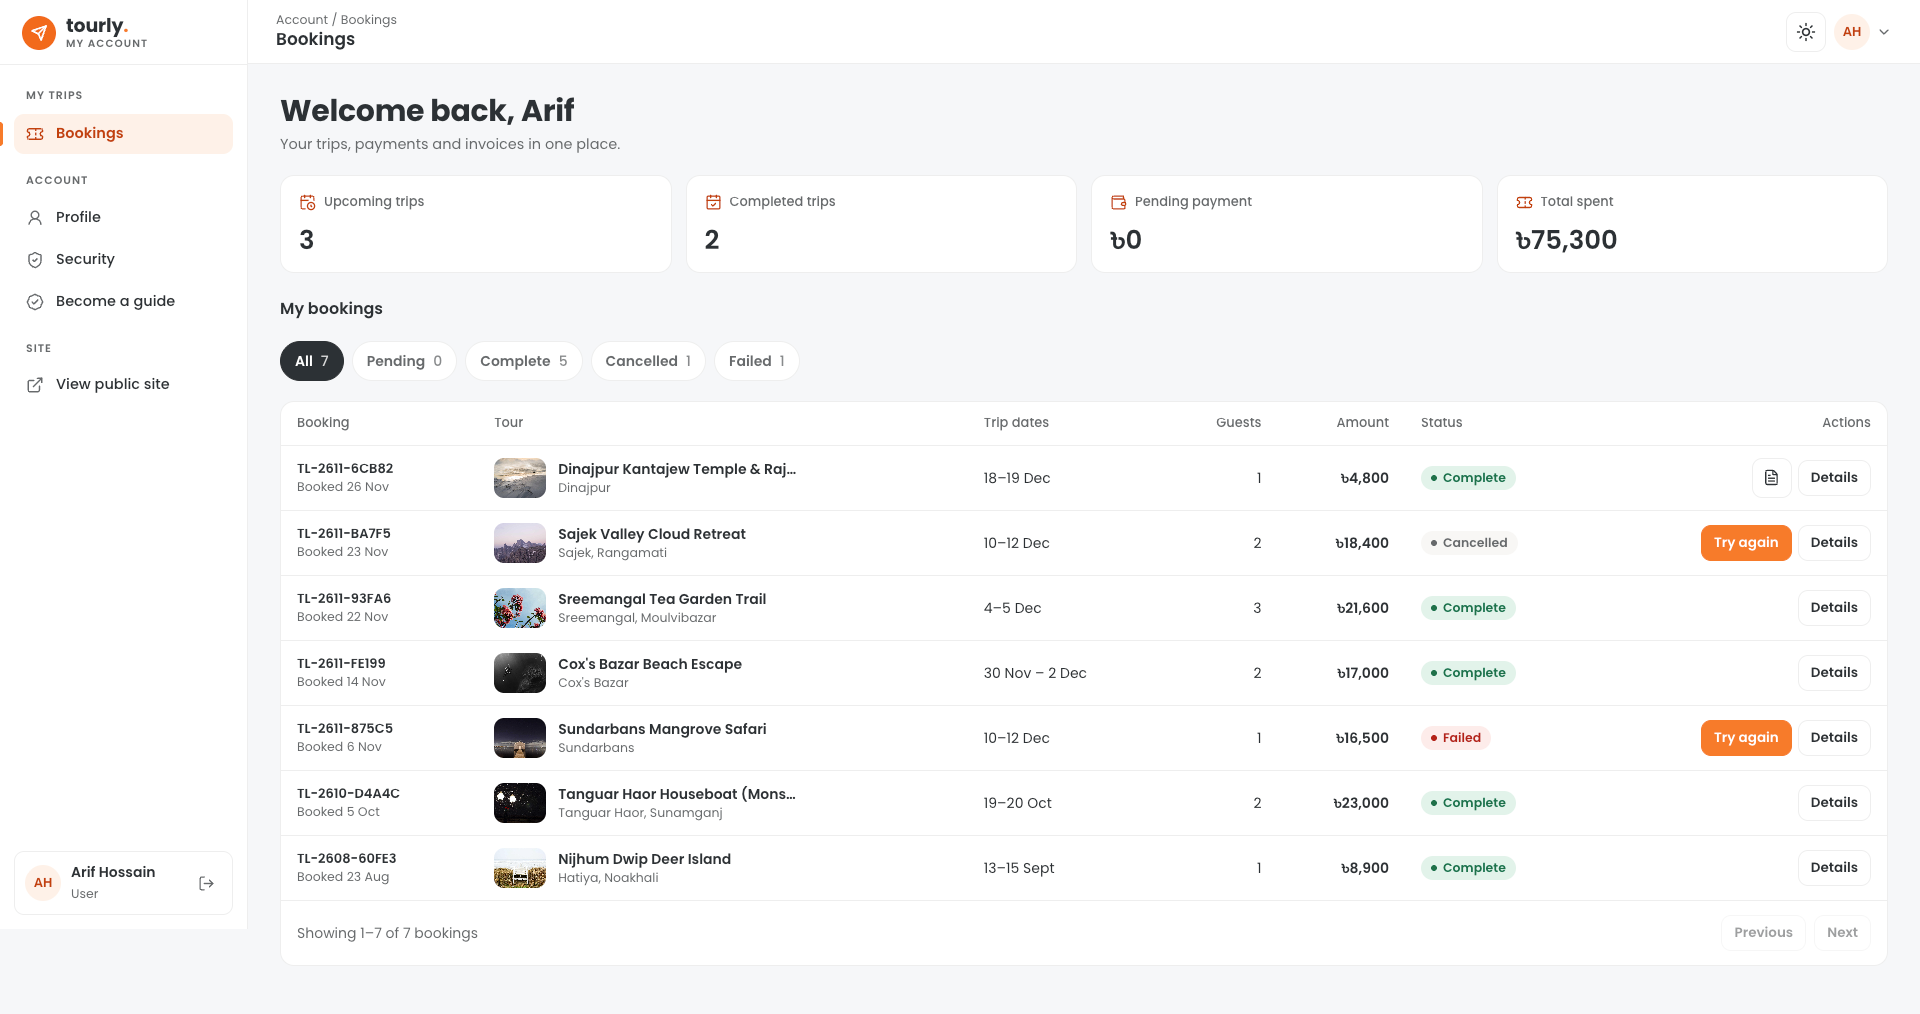 tourly.
MY ACCOUNT
MY TRIPS
Bookings
ACCOUNT
Profile
Security
Become a guide
SITE
View public site
AH
Arif Hossain
User
Account / Bookings
Bookings
AH
Welcome back, Arif
Your trips, payments and invoices in one place.
Upcoming trips
3
Completed trips
2
Pending payment
৳0
Total spent
৳75,300
My bookings
All 7
Pending 0
Complete 5
Cancelled 1
Failed 1
Booking Tour Trip dates Guests Amount Status Actions
TL-2611-6CB82
Booked 26 Nov
Dinajpur Kantajew Temple & Raj...
Dinajpur
18–19 Dec 1 ৳4,800 Complete Details
TL-2611-BA7F5
Booked 23 Nov
Sajek Valley Cloud Retreat
Sajek, Rangamati
10–12 Dec 2 ৳18,400 Cancelled Try again Details
TL-2611-93FA6
Booked 22 Nov
Sreemangal Tea Garden Trail
Sreemangal, Moulvibazar
4–5 Dec 3 ৳21,600 Complete Details
TL-2611-FE199
Booked 14 Nov
Cox's Bazar Beach Escape
Cox's Bazar
30 Nov – 2 Dec 2 ৳17,000 Complete Details
TL-2611-875C5
Booked 6 Nov
Sundarbans Mangrove Safari
Sundarbans
10–12 Dec 1 ৳16,500 Failed Try again Details
TL-2610-D4A4C
Booked 5 Oct
Tanguar Haor Houseboat (Mons...
Tanguar Haor, Sunamganj
19–20 Oct 2 ৳23,000 Complete Details
TL-2608-60FE3
Booked 23 Aug
Nijhum Dwip Deer Island
Hatiya, Noakhali
13–15 Sept 1 ৳8,900 Complete Details
Showing 1–7 of 7 bookings
Previous Next